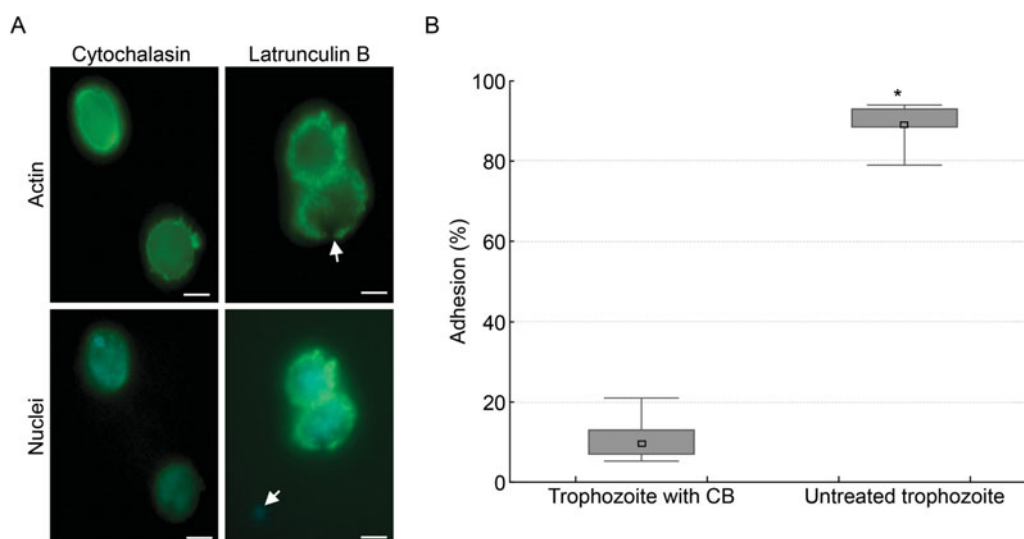 A
Cytochalasin
Latrunculin B
Actin
Nuclei
B
Adhesion (%)
100
80
60
40
20
0
*
Trophozoite with CB
Untreated trophozoite